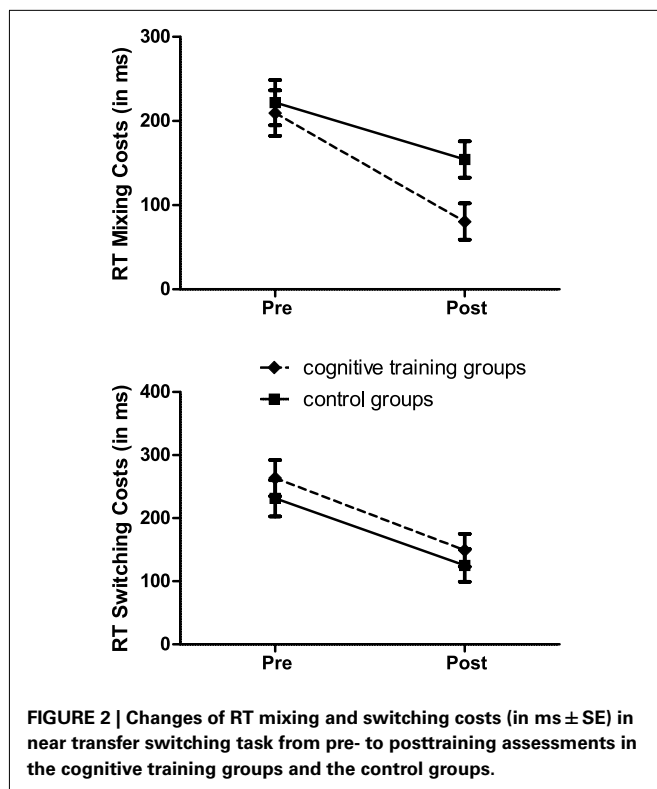 300
200
100
0
RT Mixing Costs (in ms)
Pre
Post
cognitive training groups
control groups
400
300
200
100
0
RT Switching Costs (in ms)
Pre
Post
FIGURE 2 | Changes of RT mixing and switching costs (in ms ± SE) in
near transfer switching task from pre- to posttraining assessments in
the cognitive training groups and the control groups.